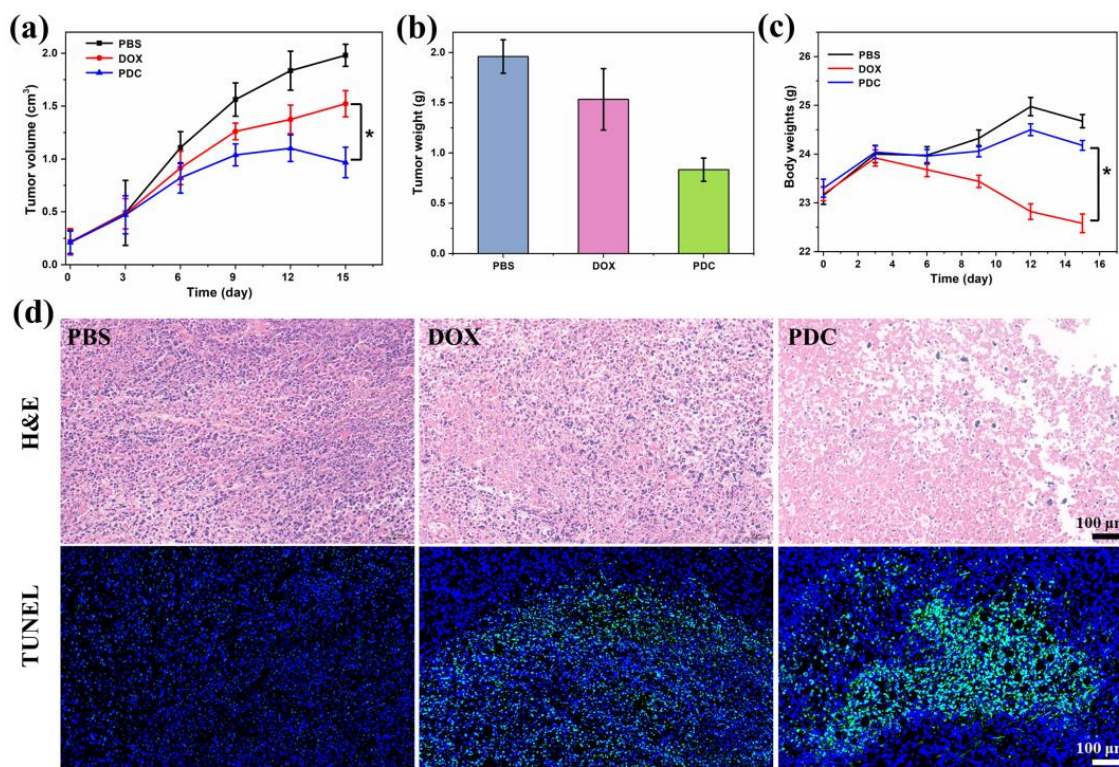 (a)
PBS
DOX
PDC
Tumor volume (cm³)
2.0
1.5
1.0
0.5
0.0
*
0 3 6 9 12 15
Time (day)
(b)
Tumor weight (g)
2.0
1.5
1.0
0.5
0.0
PBS DOX PDC
(c)
PBS
DOX
PDC
Body weights (g)
26
25
24
23
22
*
0 2 4 6 8 10 12 14 16
Time (day)
(d)
PBS DOX PDC
H&E
100 μm
TUNEL
100 μm